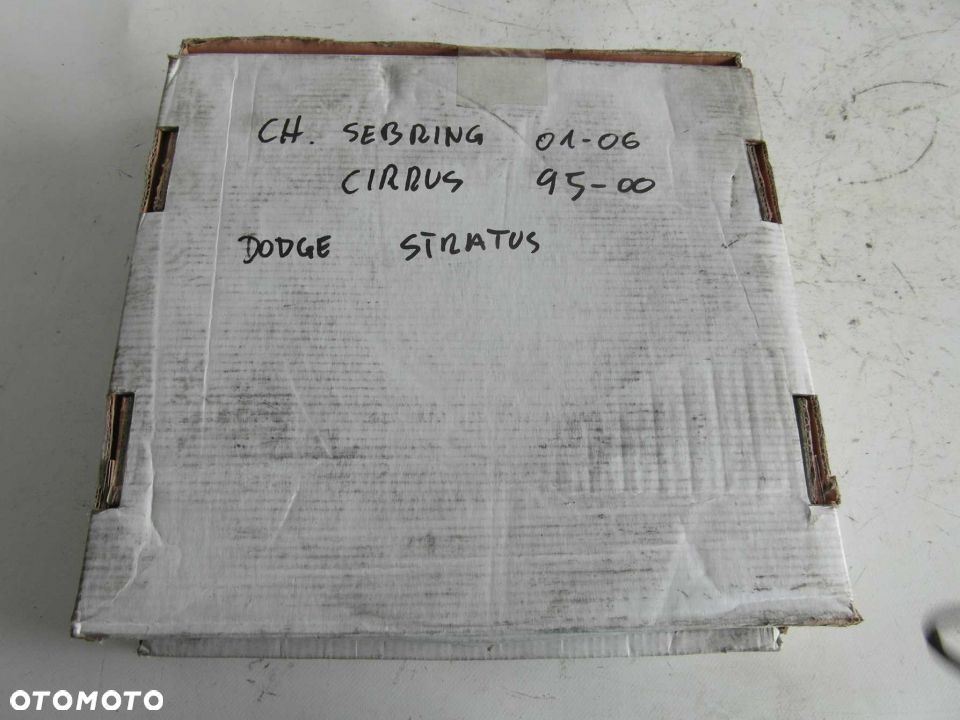 CH. SEBRING 01-06
CIRRUS 95-00
DODGE STRATUS
OTOMOTO